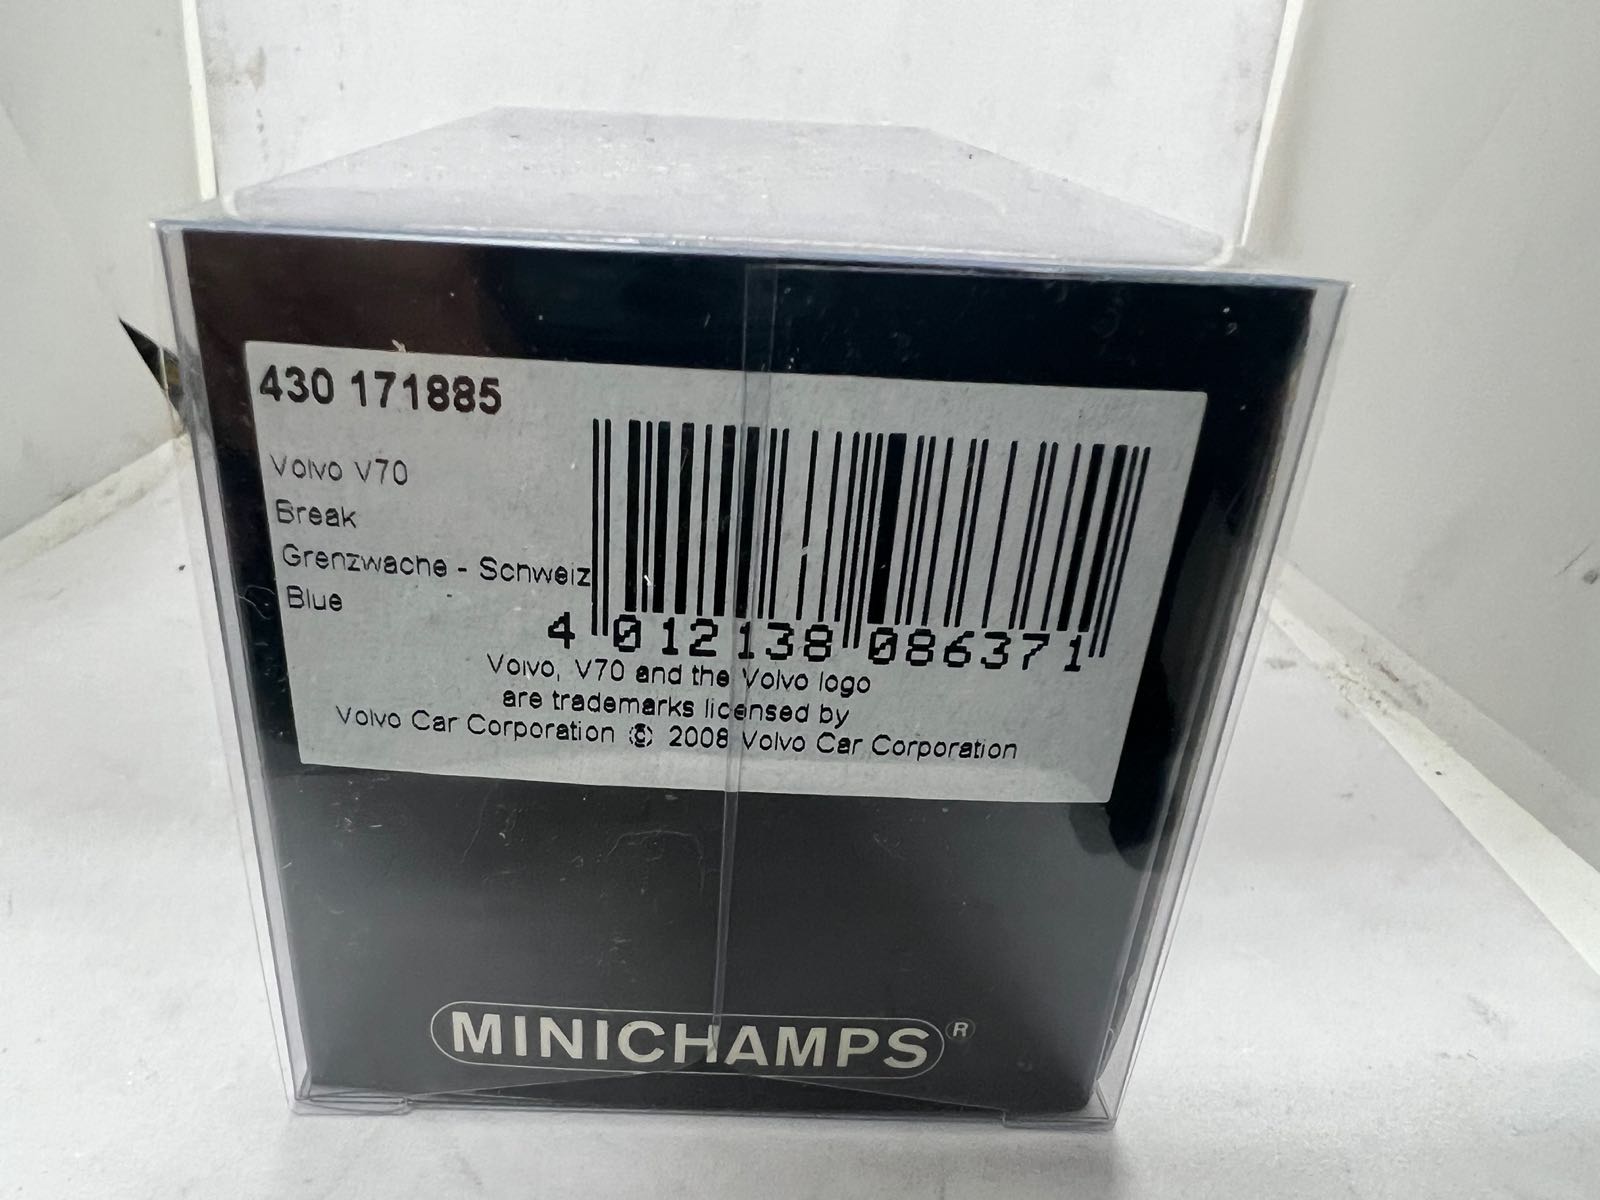 430 171885
Volvo V70
Break
Grenzwache - Schweiz
Blue
4 012138 086371
Volvo, V70 and the Volvo logo
are trademarks licensed by
Volvo Car Corporation © 2008 Volvo Car Corporation
MINICHAMPS®